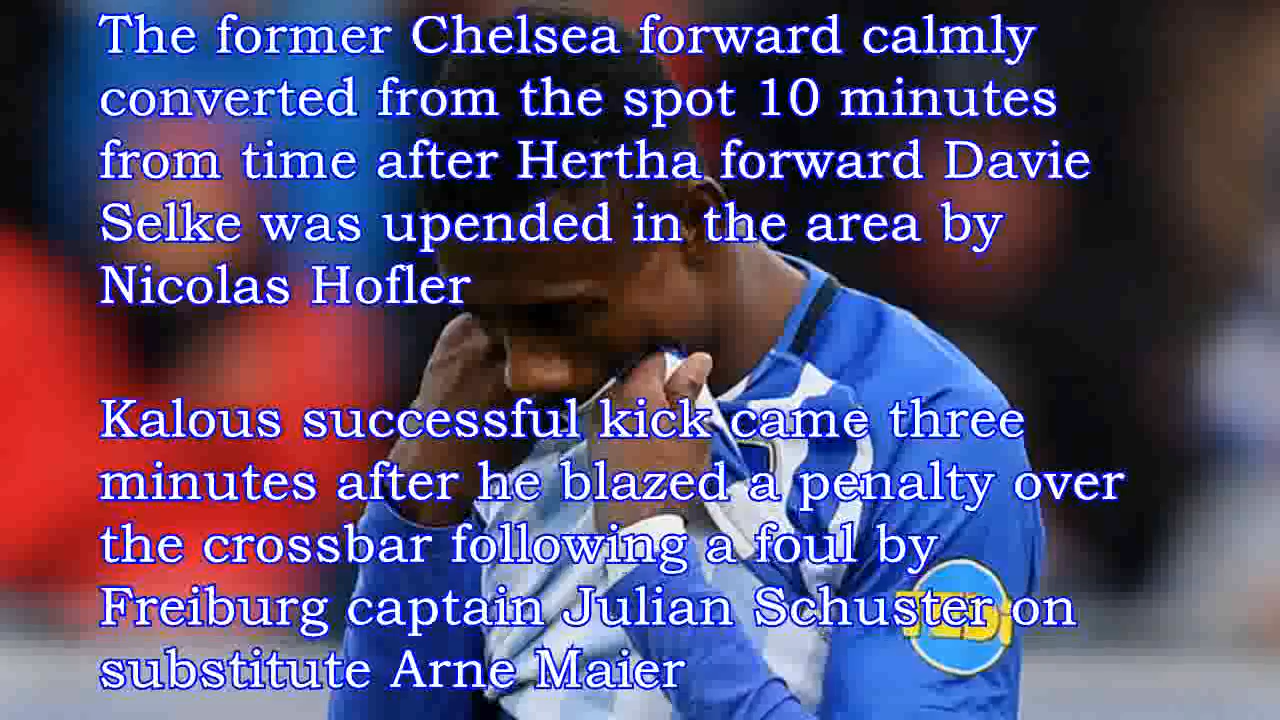 The former Chelsea forward calmly
converted from the spot 10 minutes
from time after Hertha forward Davie
Selke was upended in the area by
Nicolas Hofler
Kalous successful kick came three
minutes after he blazed a penalty over
the crossbar following a foul by
Freiburg captain Julian Schuster on
substitute Arne Maier